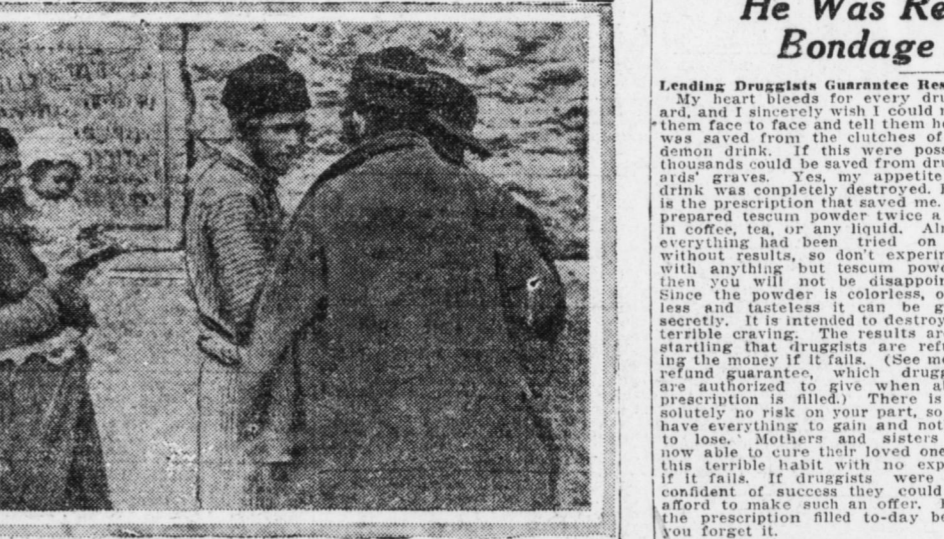 He Was Re
Bondage
Leading Druggists Guarantee Res
My heart bleeds for every dru
ard, and I sincerely wish I could m
them face to face and tell them ho
was saved from the clutches of
demon drink. If this were poss
thousands could be saved from dru
ards' graves. Yes, my appetite
drink was conpletely destroyed. H
is the prescription that saved me.
prepared tescum powder twice a
in coffee, tea, or any liquid. Alm
everything had been tried on
without results, so don't experim
with anything but tescum powd
then you will not be disappoin
Since the powder is colorless, o
less and tasteless it can be g
secretly. It is intended to destroy
terrible craving. The results ar
startling that druggists are refu
ing the money if it fails. (See mo
refund guarantee, which drugg
are authorized to give when a
prescription is filled.) There is
solutely no risk on your part, so
have everything to gain and not
to lose. Mothers and sisters
now able to cure their loved one
this terrible habit with no exp
if it fails. If druggists were
confident of success they could
afford to make such an offer.
the prescription filled to-day be
you forget it.